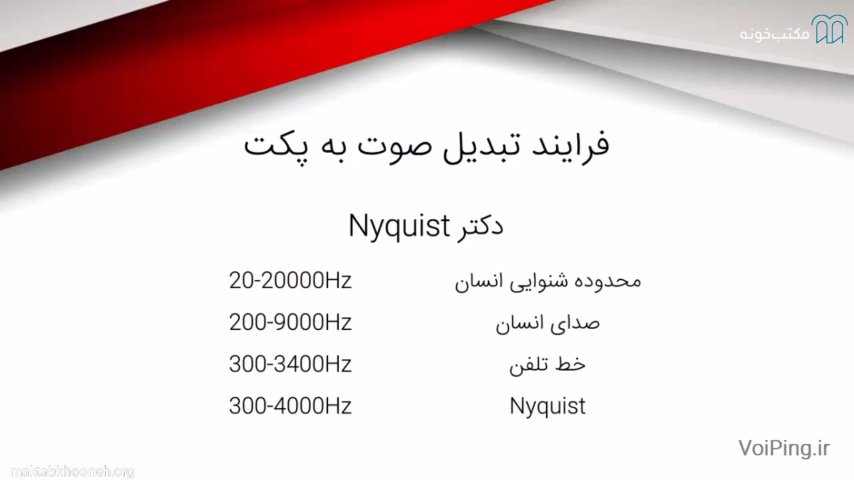 مکتب‌خونه
فرایند تبدیل صوت به پکت
دکتر Nyquist
محدوده شنوایی انسان 20-20000Hz
صدای انسان 200-9000Hz
خط تلفن 300-3400Hz
Nyquist 300-4000Hz
VoiPing.ir
maktabkhooneh.org